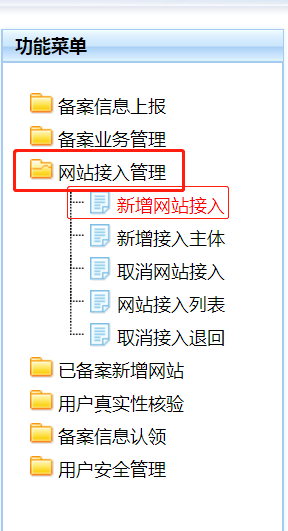 功能菜单
备案信息上报
备案业务管理
网站接入管理
新增网站接入
新增接入主体
取消网站接入
网站接入列表
取消接入退回
已备案新增网站
用户真实性核验
备案信息认领
用户安全管理